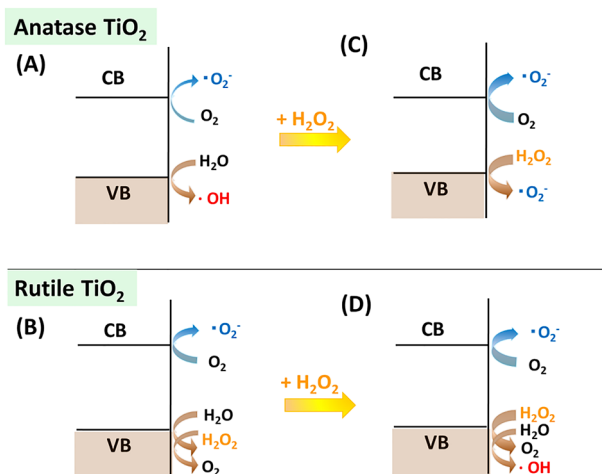 Anatase TiO₂
(A)
CB
·O₂⁻
O₂
H₂O
VB
· OH
+ H₂O₂
(C)
CB
·O₂⁻
O₂
H₂O₂
VB
·O₂⁻
Rutile TiO₂
(B)
CB
·O₂⁻
O₂
H₂O
H₂O₂
VB
O₂
+ H₂O₂
(D)
CB
·O₂⁻
O₂
H₂O₂
H₂O
VB
O₂
· OH